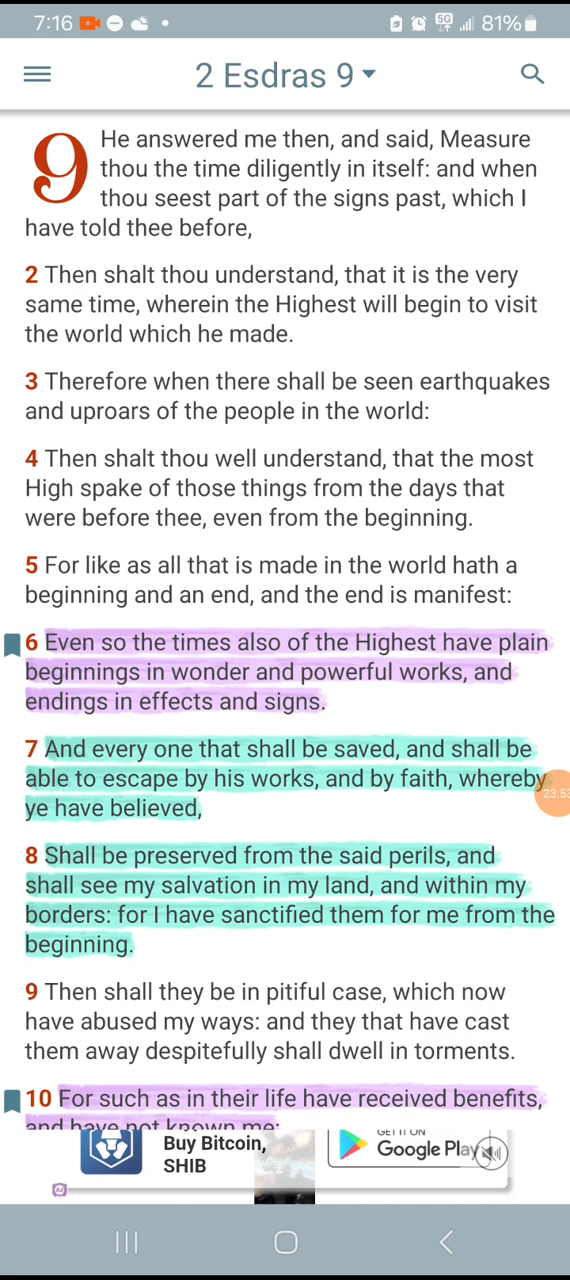 7:16
5G
81%
2 Esdras 9
9 He answered me then, and said, Measure
thou the time diligently in itself: and when
thou seest part of the signs past, which I
have told thee before,
2 Then shalt thou understand, that it is the very
same time, wherein the Highest will begin to visit
the world which he made.
3 Therefore when there shall be seen earthquakes
and uproars of the people in the world:
4 Then shalt thou well understand, that the most
High spake of those things from the days that
were before thee, even from the beginning.
5 For like as all that is made in the world hath a
beginning and an end, and the end is manifest:
6 Even so the times also of the Highest have plain
beginnings in wonder and powerful works, and
endings in effects and signs.
7 And every one that shall be saved, and shall be
able to escape by his works, and by faith, whereby
ye have believed,
23:53
8 Shall be preserved from the said perils, and
shall see my salvation in my land, and within my
borders: for I have sanctified them for me from the
beginning.
9 Then shall they be in pitiful case, which now
have abused my ways: and they that have cast
them away despitefully shall dwell in torments.
10 For such as in their life have received benefits,
and have not known me:
Buy Bitcoin,
SHIB
GET IT ON
Google Play
Ad